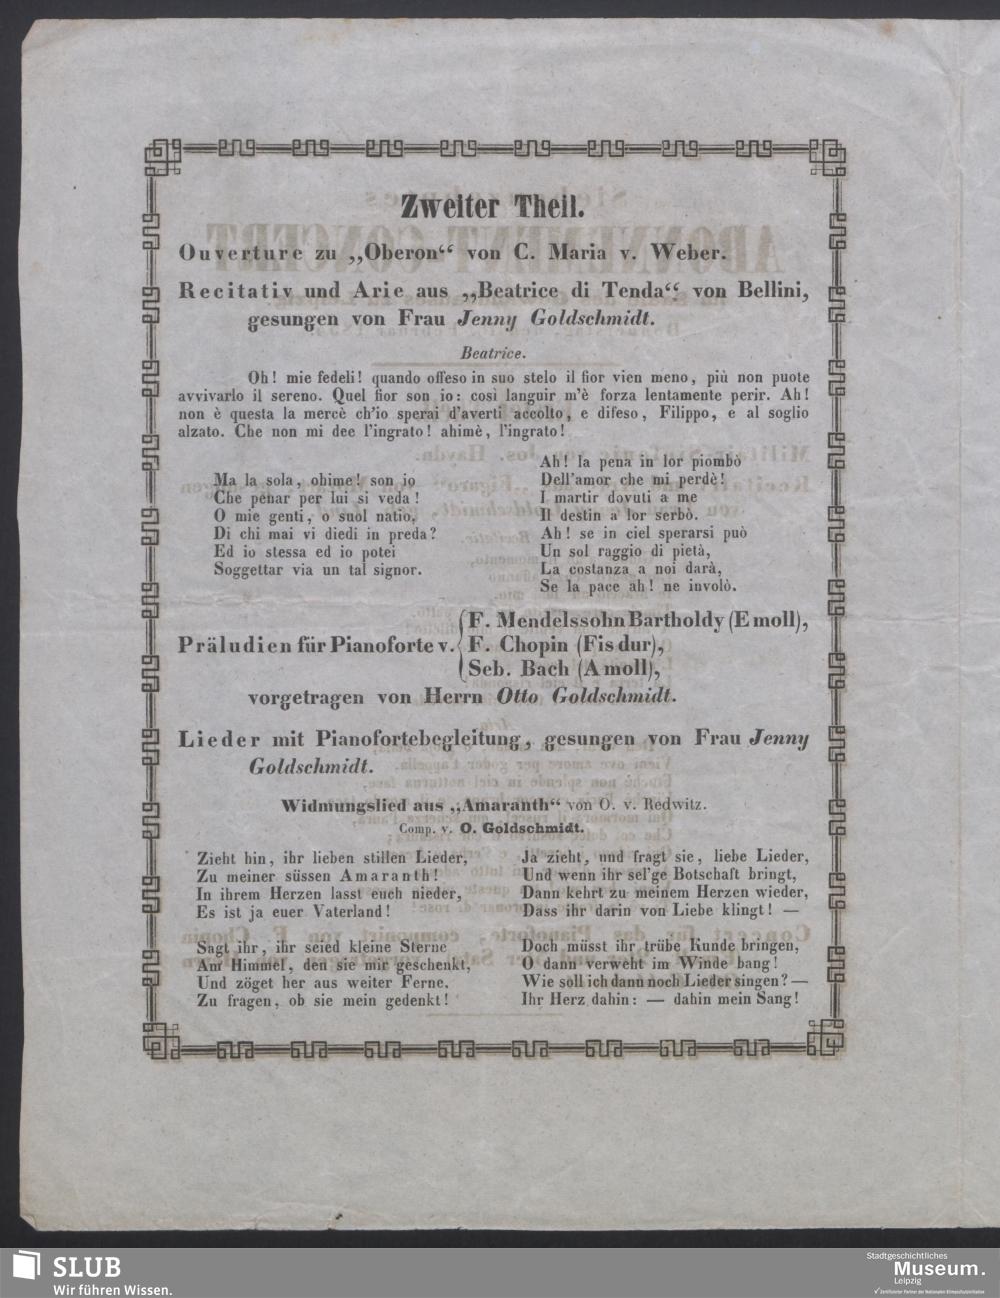 Zweiter Theil.
Ouverture zu „Oberon“ von C. Maria v. Weber.
Recitativ und Arie aus „Beatrice di Tenda“ von Bellini,
gesungen von Frau Jenny Goldschmidt.
Beatrice.
Oh! mie fedeli! quando offeso in suo stelo il fior vien meno, più non puote
avvivarlo il sereno. Quel fior son io: così languir m'è forza lentamente perir. Ah!
non è questa la mercè ch'io sperai d'averti accolto, e difeso, Filippo, e al soglio
alzato. Che non mi dee l'ingrato! ahimè, l'ingrato!
Ma la sola, ohime! son io
Che penar per lui si veda!
O mie genti, o suol natio,
Di chi mai vi diedi in preda?
Ed io stessa ed io potei
Soggettar via un tal signor.
Ah! la pena in lor piombò
Dell'amor che mi perdè!
I martir dovuti a me
Il destin a lor serbò.
Ah! se in ciel sperarsi può
Un sol raggio di pietà,
La costanza a noi darà,
Se la pace ah! ne involò.
Präludien für Pianoforte v.
F. Mendelssohn Bartholdy (E moll),
F. Chopin (Fis dur),
Seb. Bach (A moll),
vorgetragen von Herrn Otto Goldschmidt.
Lieder mit Pianofortebegleitung, gesungen von Frau Jenny
Goldschmidt.
Widmungslied aus „Amaranth“ von O. v. Redwitz.
Comp. v. O. Goldschmidt.
Zieht hin, ihr lieben stillen Lieder,
Zu meiner süssen Amaranth!
In ihrem Herzen lasst euch nieder,
Es ist ja euer Vaterland!
Sagt ihr, ihr seied kleine Sterne
Am Himmel, den sie mir geschenkt,
Und zöget her aus weiter Ferne.
Zu fragen, ob sie mein gedenkt!
Ja zieht, und fragt sie, liebe Lieder,
Und wenn ihr sel'ge Botschaft bringt,
Dann kehrt zu meinem Herzen wieder,
Dass ihr darin von Liebe klingt! —
Doch müsst ihr trübe Kunde bringen,
O dann verweht im Winde bang!
Wie soll ich dann noch Lieder singen? —
Ihr Herz dahin: — dahin mein Sang!
SLUB
Wir führen Wissen.
Stadtgeschichtliches
Museum.
Leipzig
Zertifizierter Partner der Nationalen Klimaschutzinitiative